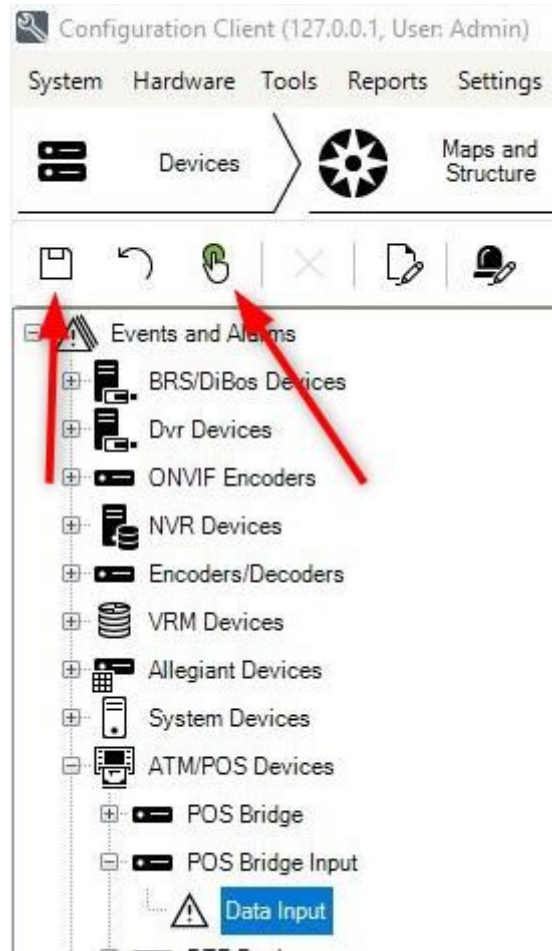 Configuration Client (127.0.0.1, User: Admin)
System Hardware Tools Reports Settings
Devices
Maps and
Structure
Events and Alarms
BRS/DiBos Devices
Dvr Devices
ONVIF Encoders
NVR Devices
Encoders/Decoders
VRM Devices
Allegiant Devices
System Devices
ATM/POS Devices
POS Bridge
POS Bridge Input
Data Input